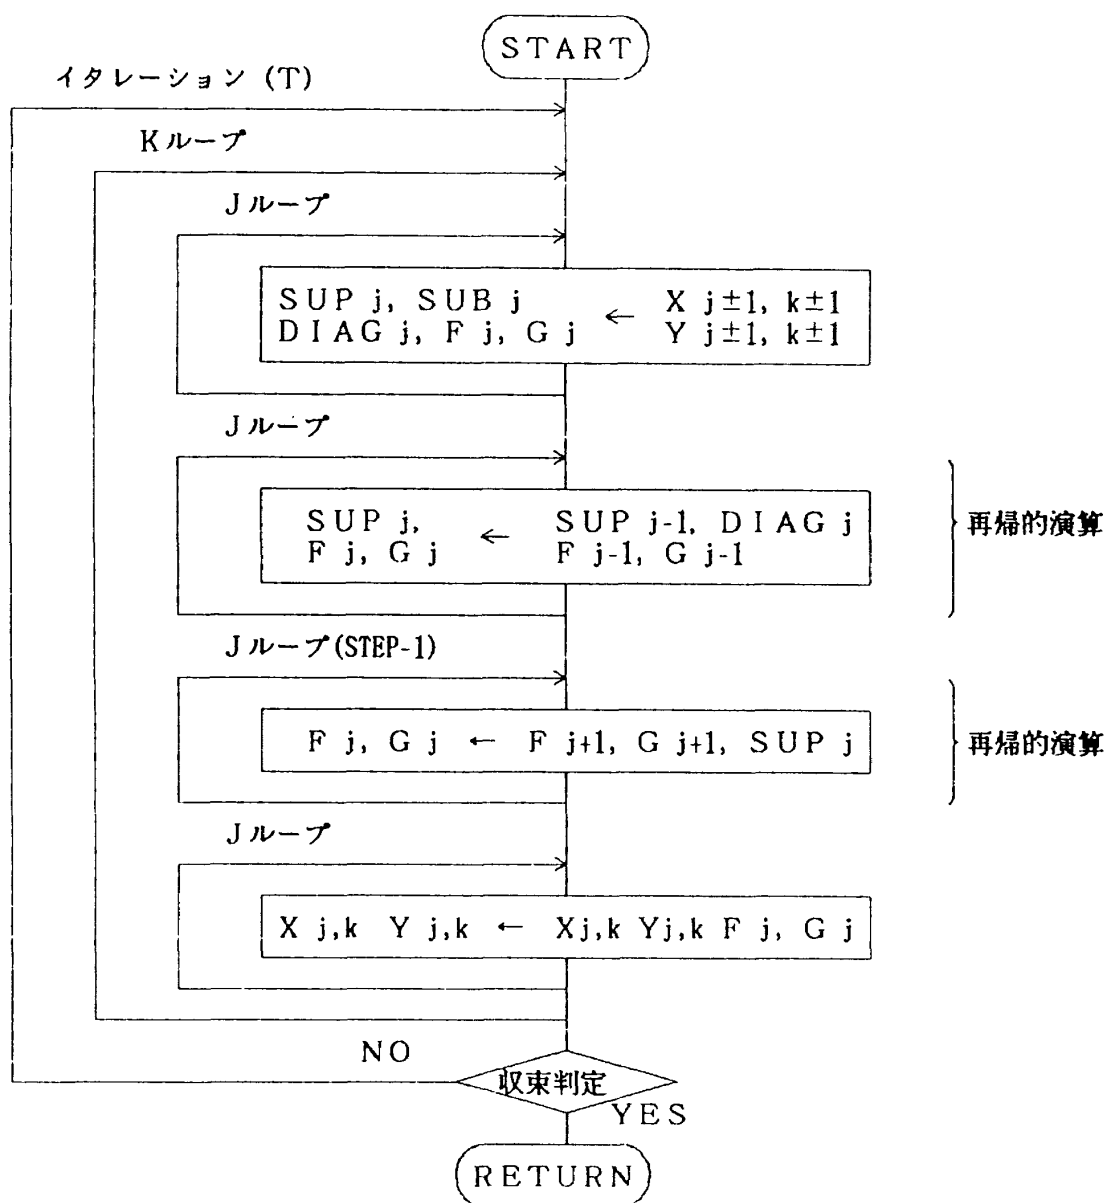 START
イタレーション (T)
Kループ
Jループ
SUP j, SUB j ← X j±1, k±1
DIAG j, F j, G j Y j±1, k±1
Jループ
SUP j, ← SUP j-1, DIAG j
F j, G j F j-1, G j-1
再帰的演算
Jループ(STEP-1)
F j, G j ← F j+1, G j+1, SUP j
再帰的演算
Jループ
X j,k Y j,k ← Xj,k Yj,k F j, G j
NO
収束判定
YES
RETURN